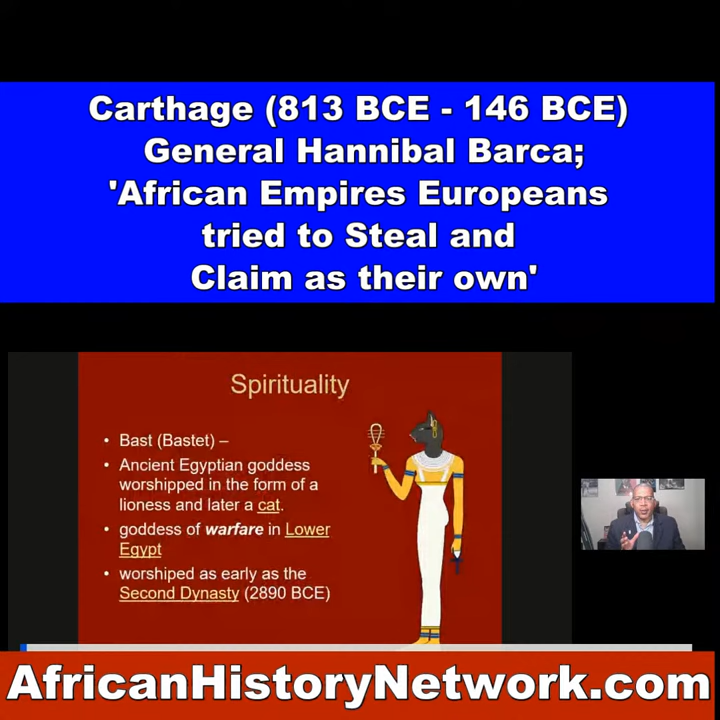 Carthage (813 BCE - 146 BCE)
General Hannibal Barca;
'African Empires Europeans
tried to Steal and
Claim as their own'
Spirituality
• Bast (Bastet) –
• Ancient Egyptian goddess
worshipped in the form of a
lioness and later a cat.
• goddess of warfare in Lower
Egypt
• worshiped as early as the
Second Dynasty (2890 BCE)
AfricanHistoryNetwork.com